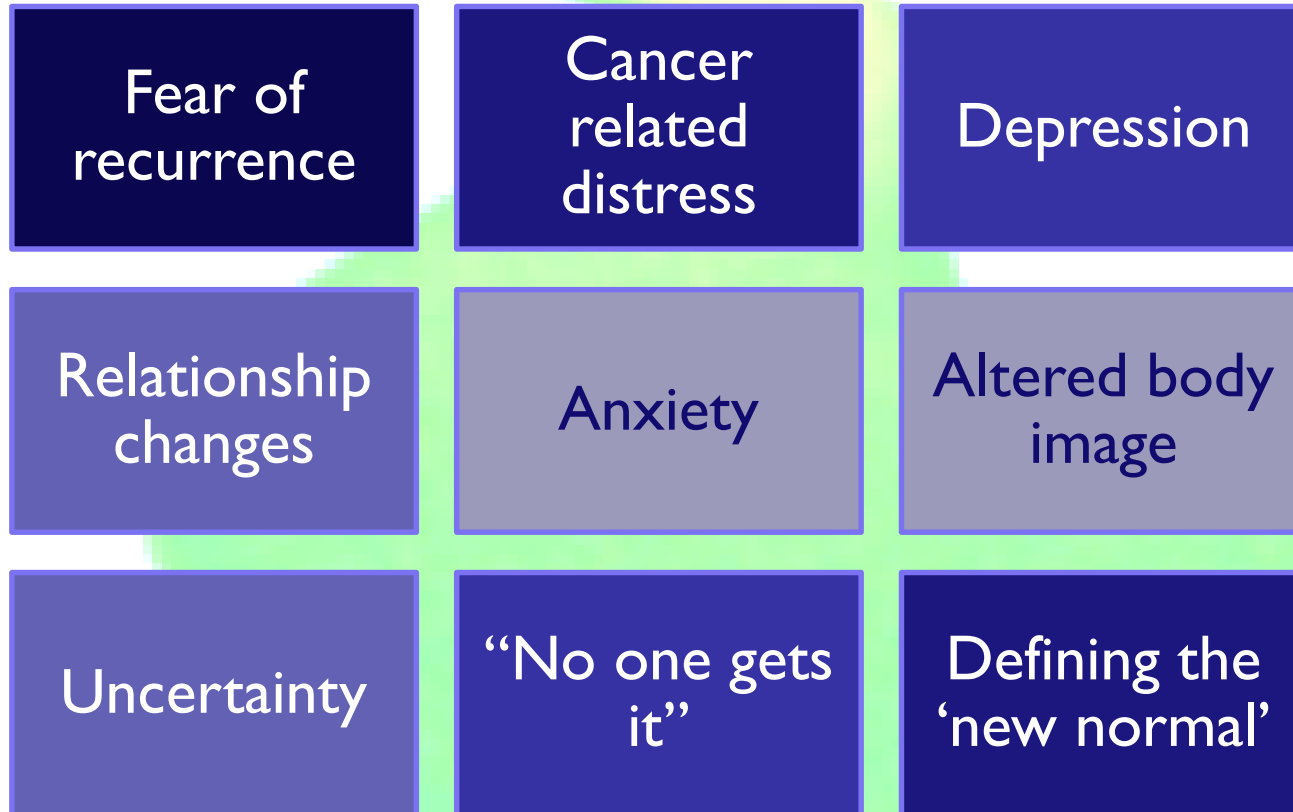 Fear of
recurrence
Cancer
related
distress
Depression
Relationship
changes
Anxiety
Altered body
image
Uncertainty
“No one gets
it”
Defining the
‘new normal’